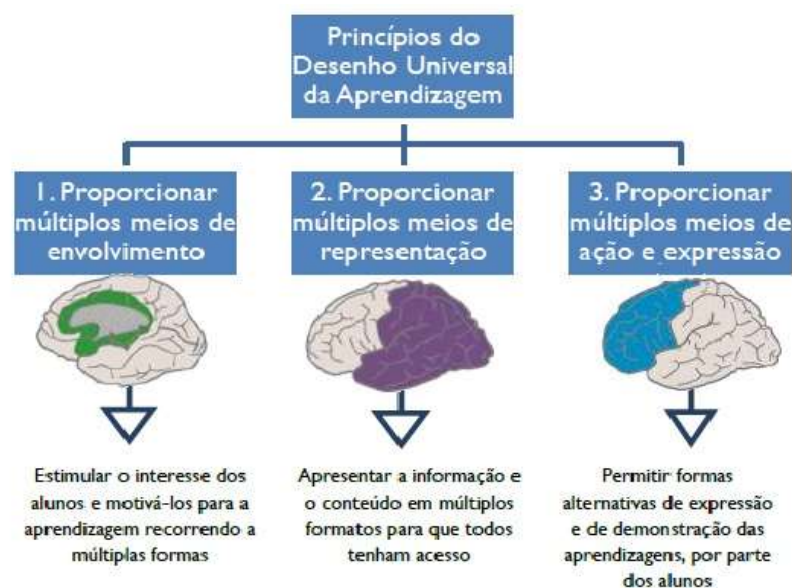 Princípios do
Desenho Universal
da Aprendizagem
1. Proporcionar
múltiplos meios de
envolvimento
2. Proporcionar
múltiplos meios de
representação
3. Proporcionar
múltiplos meios de
ação e expressão
Estimular o interesse dos
alunos e motivá-los para a
aprendizagem recorrendo a
múltiplas formas
Apresentar a informação e
o conteúdo em múltiplos
formatos para que todos
tenham acesso
Permitir formas
alternativas de expressão
e de demonstração das
aprendizagens, por parte
dos alunos